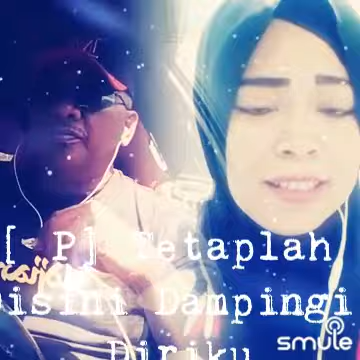 [ P] Tetaplah
Disini Dampingi
Diriku
smule